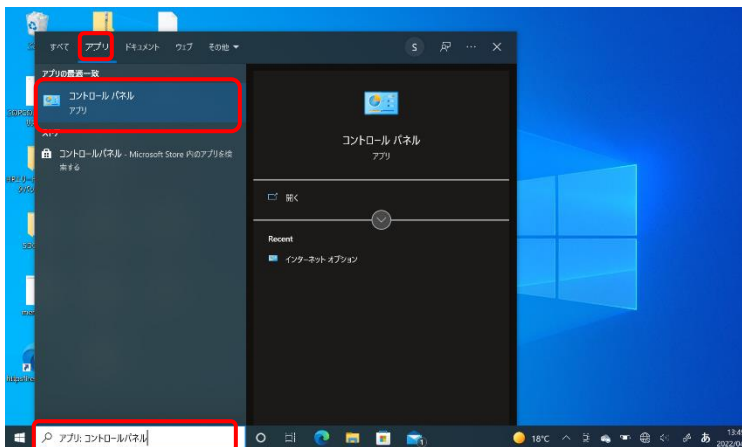 すべて アプリ ドキュメント ウェブ その他 ▼ S … ×
アプリの最適一致
コントロール パネル
アプリ
コントロールパネル - Microsoft Store 内のアプリを検
索する
コントロール パネル
アプリ
開く
Recent
インターネット オプション
アプリ: コントロールパネル
18°C あ 13:4
2022/0